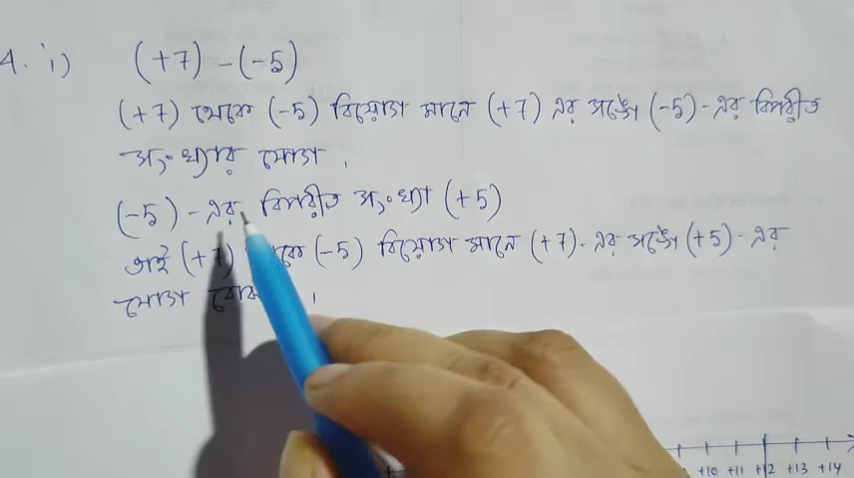 4. i) (+7) - (-5)
(+7) থেকে (-5) বিয়োগ মানে (+7) এর সঙ্গে (-5) - এর বিপরীত
সংখ্যার যোগ ।
(-5) - এর বিপরীত সংখ্যা (+5)
তাই (+7) (-5) বিয়োগ মানে (+7) - এর সঙ্গে (+5) - এর
যোগ ।
+10 +11 +12 +13 +14